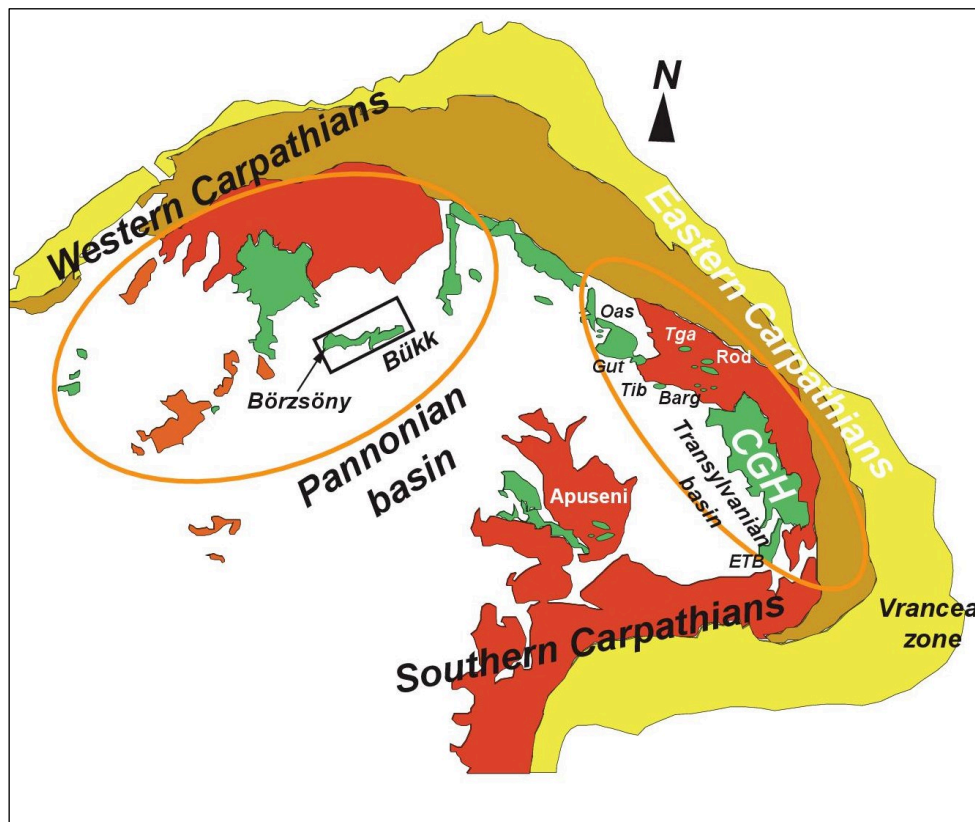 N
Western Carpathians
Eastern Carpathians
Oas
Tga
Rod
Gut
Tib
Barg
Bükk
Börzsöny
Pannonian
basin
CGH
Transylvanian
basin
Apuseni
ETB
Southern Carpathians
Vrancea
zone